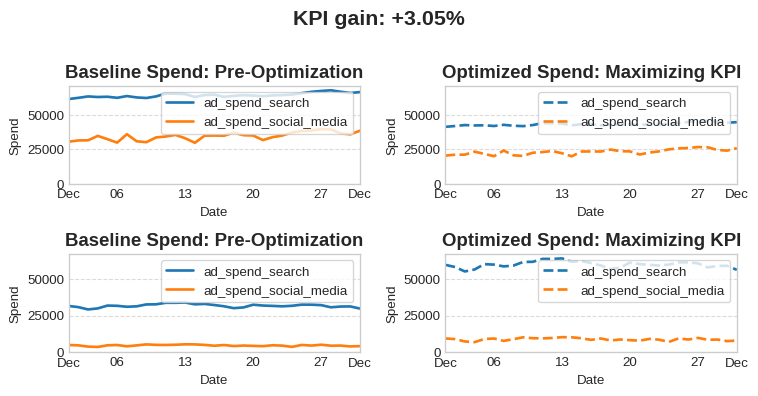 KPI gain: +3.05%
Baseline Spend: Pre-Optimization
Optimized Spend: Maximizing KPI
ad_spend_search
ad_spend_social_media
ad_spend_search
ad_spend_social_media
Spend
50000
25000
0
Dec
06
13
20
27
Dec
Date
Spend
50000
25000
0
Dec
06
13
20
27
Dec
Date
Baseline Spend: Pre-Optimization
Optimized Spend: Maximizing KPI
ad_spend_search
ad_spend_social_media
ad_spend_search
ad_spend_social_media
Spend
50000
25000
0
Dec
06
13
20
27
Dec
Date
Spend
50000
25000
0
Dec
06
13
20
27
Dec
Date